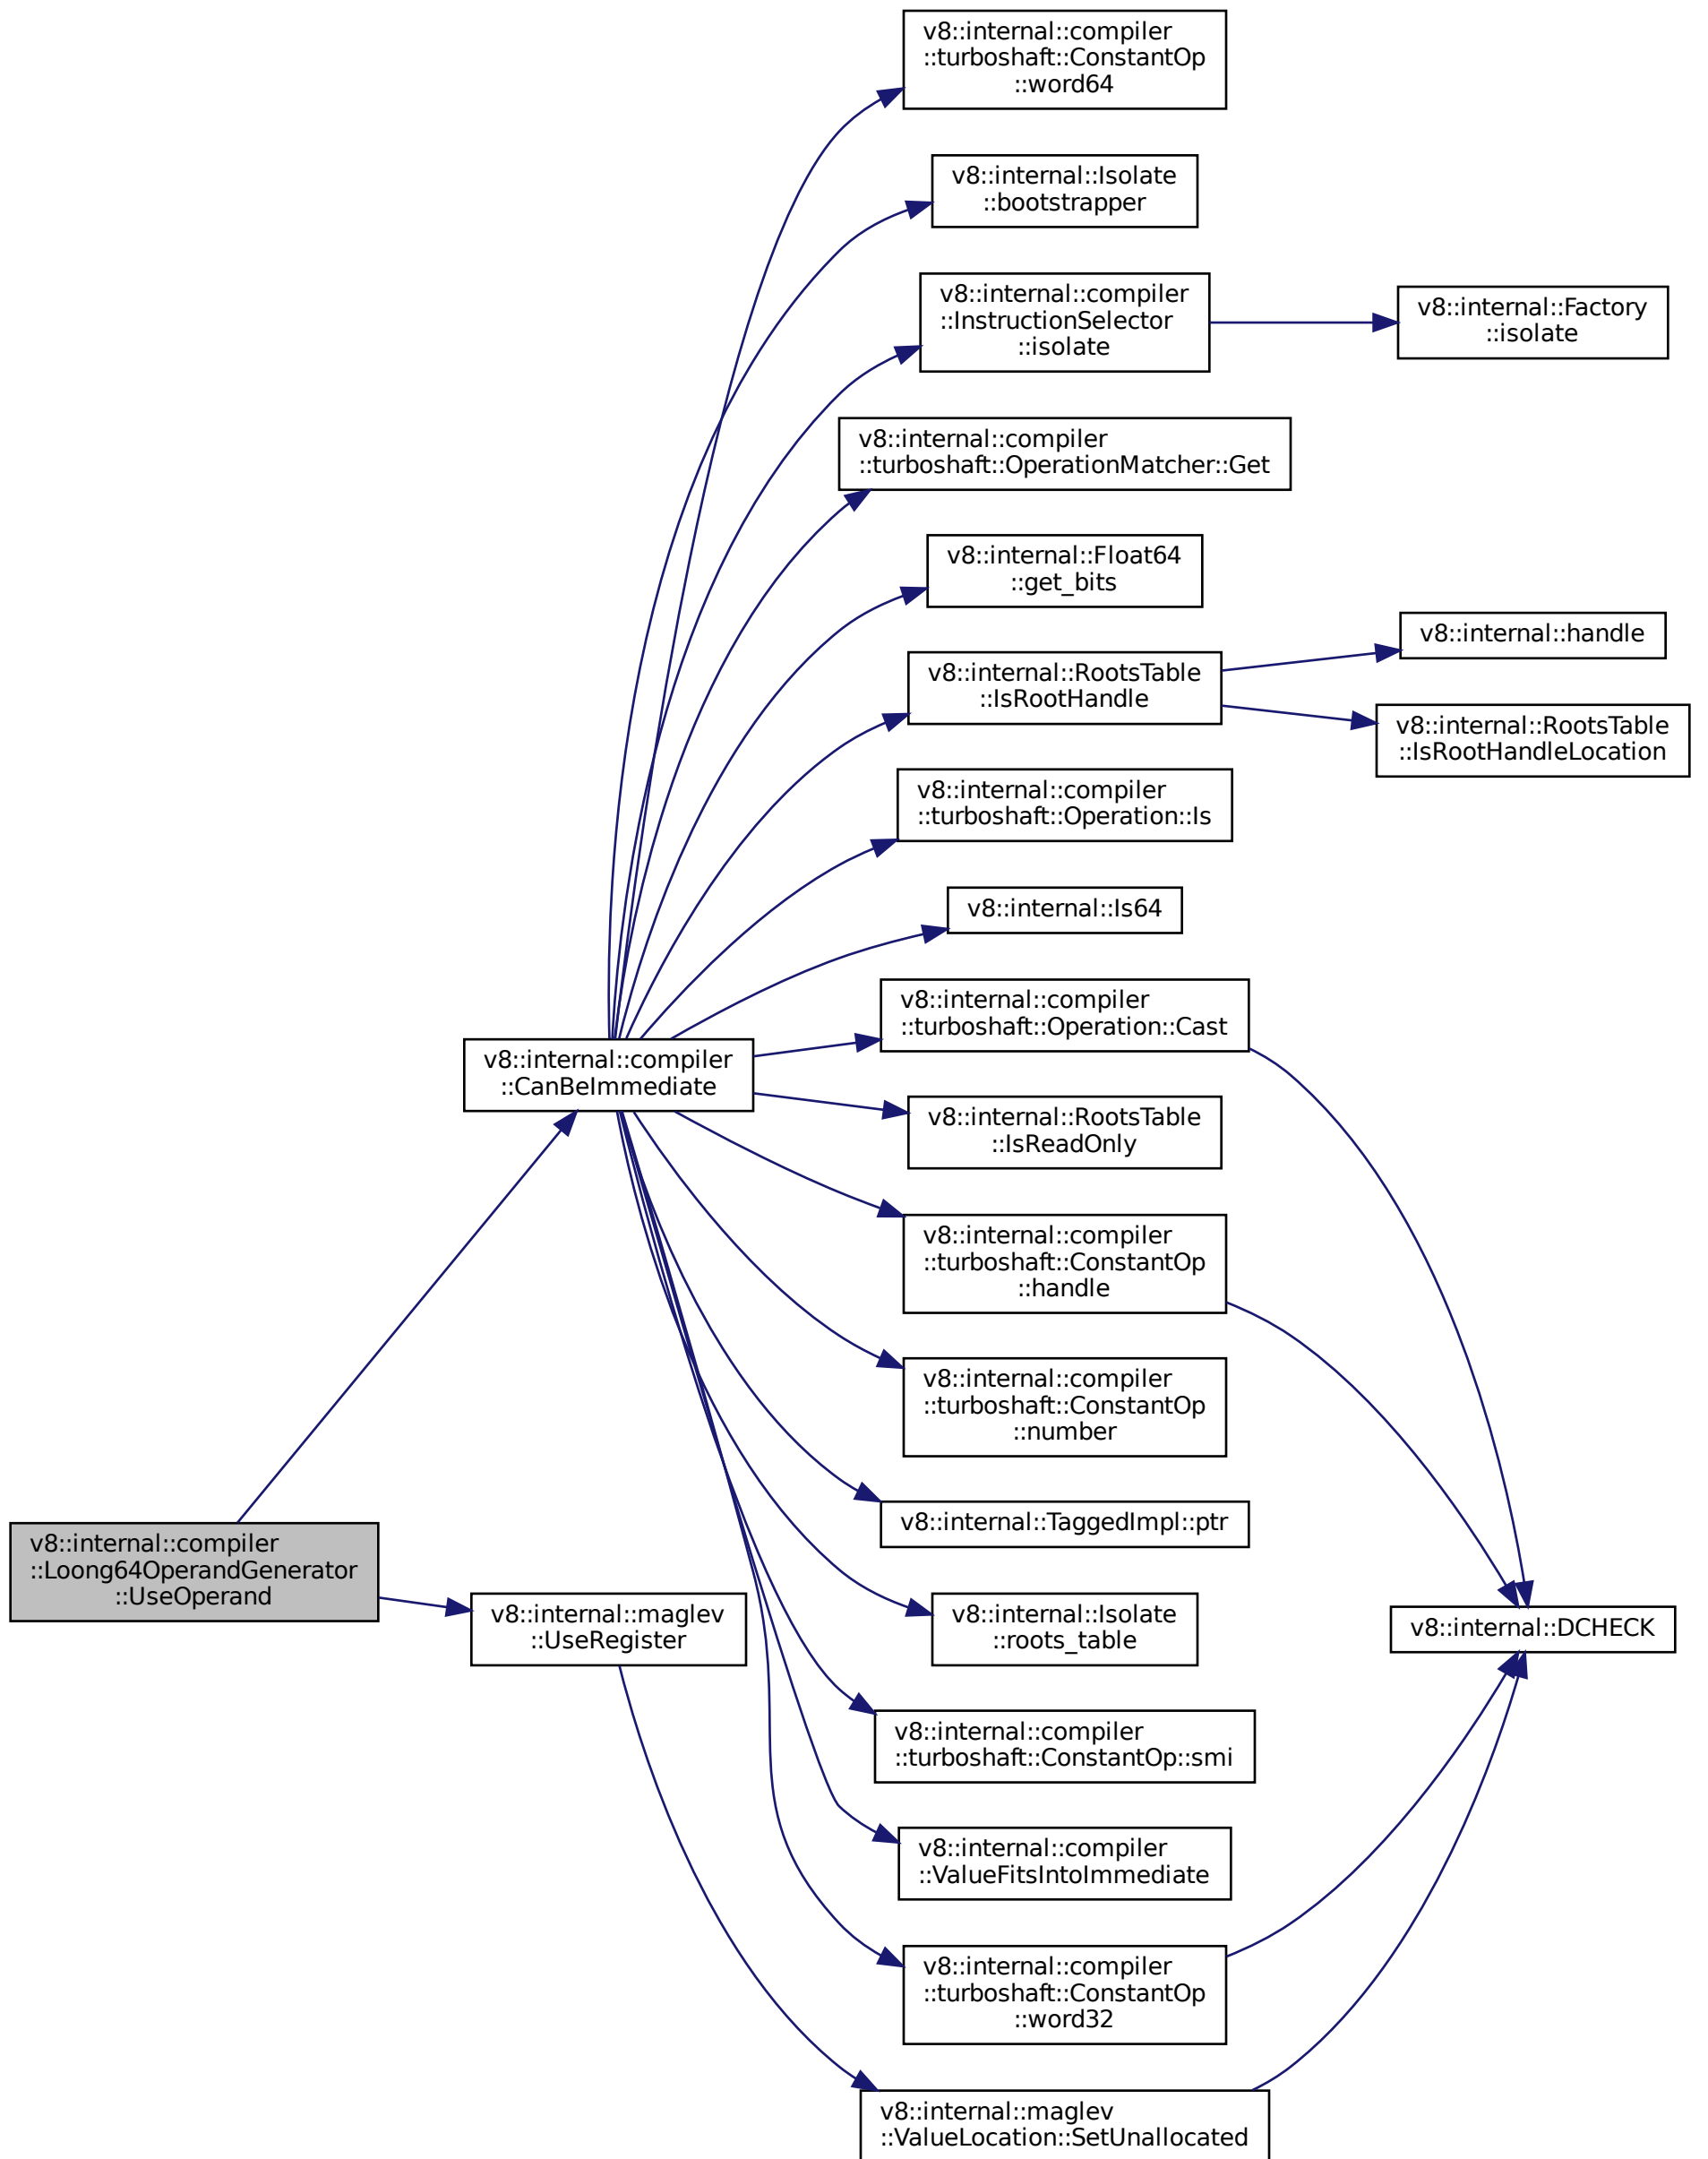 v8::internal::compiler
::turboshaft::ConstantOp
::word64
v8::internal::Isolate
::bootstrapper
v8::internal::compiler
::InstructionSelector
::isolate
v8::internal::Factory
::isolate
v8::internal::compiler
::turboshaft::OperationMatcher::Get
v8::internal::Float64
::get_bits
v8::internal::RootsTable
::IsRootHandle
v8::internal::handle
v8::internal::RootsTable
::IsRootHandleLocation
v8::internal::compiler
::turboshaft::Operation::Is
v8::internal::Is64
v8::internal::compiler
::turboshaft::Operation::Cast
v8::internal::compiler
::CanBeImmediate
v8::internal::RootsTable
::IsReadOnly
v8::internal::compiler
::turboshaft::ConstantOp
::handle
v8::internal::compiler
::turboshaft::ConstantOp
::number
v8::internal::TaggedImpl::ptr
v8::internal::compiler
::Loong64OperandGenerator
::UseOperand
v8::internal::maglev
::UseRegister
v8::internal::Isolate
::roots_table
v8::internal::DCHECK
v8::internal::compiler
::turboshaft::ConstantOp::smi
v8::internal::compiler
::ValueFitsIntoImmediate
v8::internal::compiler
::turboshaft::ConstantOp
::word32
v8::internal::maglev
::ValueLocation::SetUnallocated